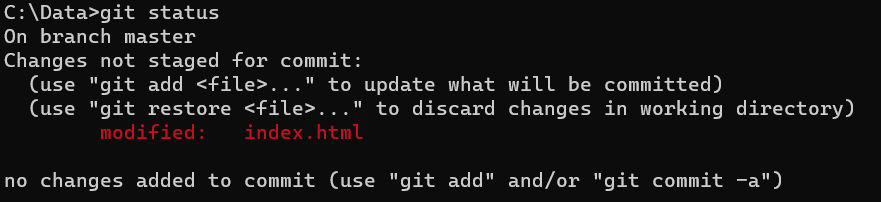 C:\Data>git status
On branch master
Changes not staged for commit:
  (use "git add <file>..." to update what will be committed)
  (use "git restore <file>..." to discard changes in working directory)
        modified:   index.html

no changes added to commit (use "git add" and/or "git commit -a")